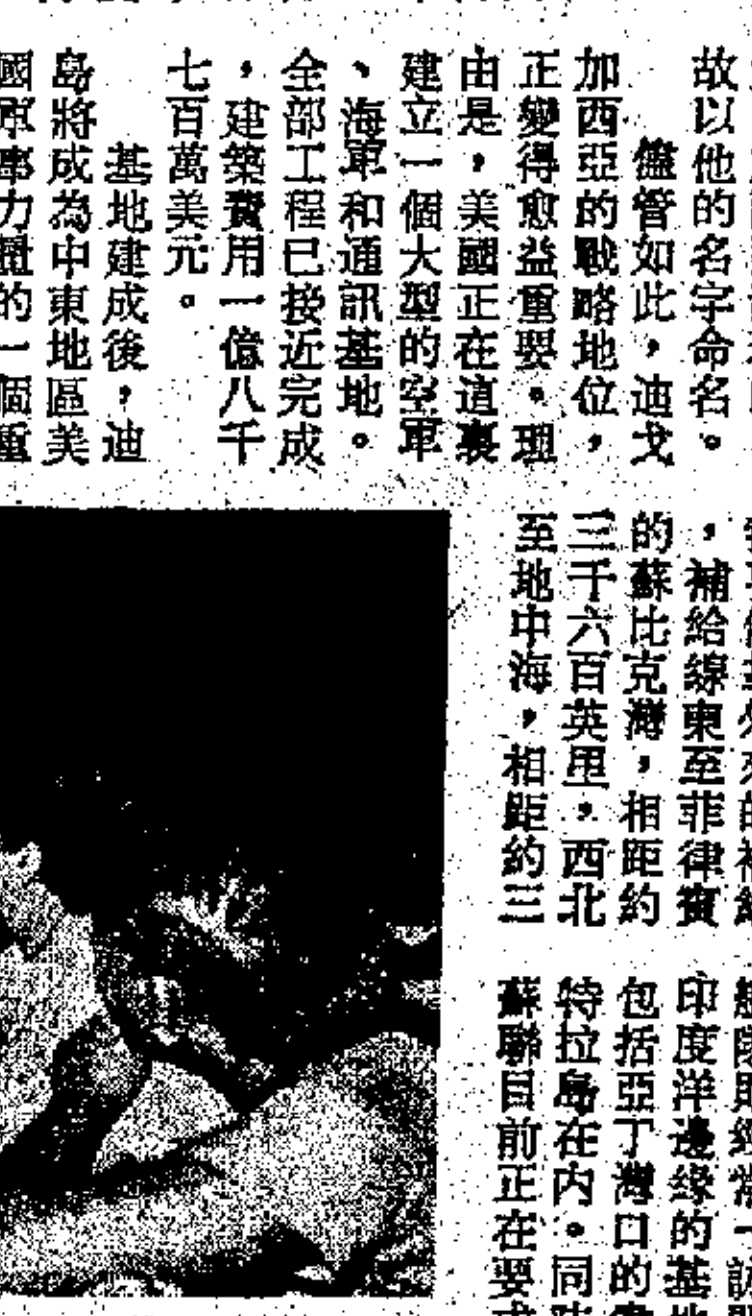 故以他的名字命名。
儘管如此，迪戈
加西亞的戰略地位，
正變得愈益重要。理
由是，美國正在這裏
建立一個大型的空軍
、海軍和通訊基地。
全部工程已接近完成
，建築費用一億八千
七百萬美元。
基地建成後，迪
島將成為中東地區美
國軍事力量的一個重
，補給線東至菲律賓
的蘇比克灣，相距約
三千六百英里，西北
至地中海，相距約三
印度洋邊緣的基地
包括亞丁灣口的
特拉島在内。同
蘇聯目前正在要